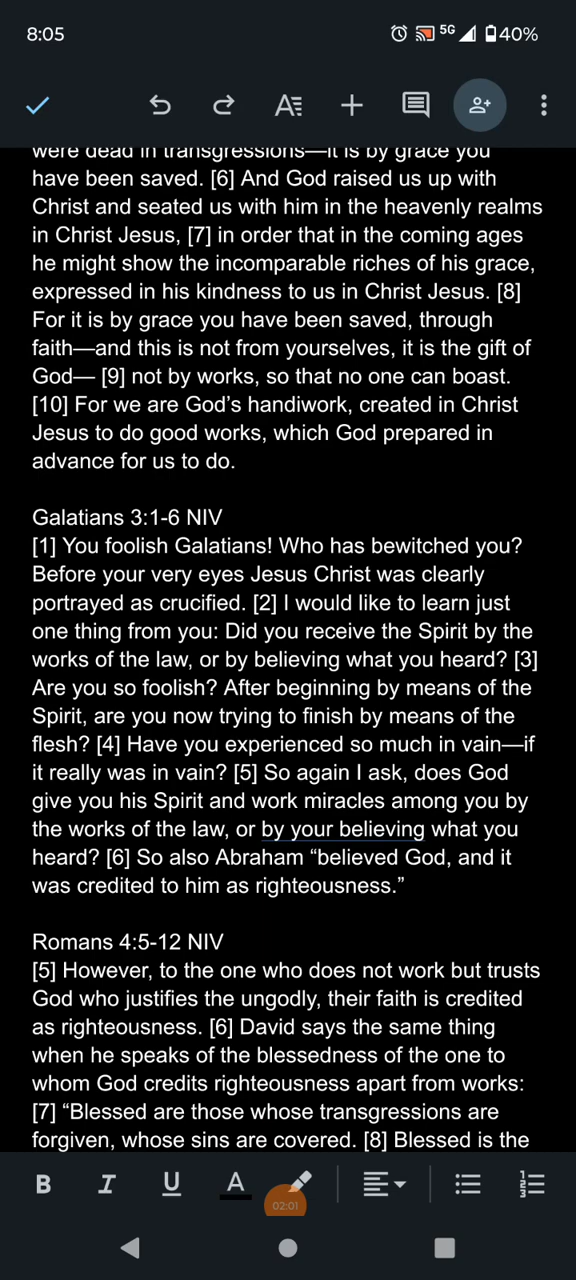 8:05
5G
40%
were dead in transgressions—it is by grace you
have been saved. [6] And God raised us up with
Christ and seated us with him in the heavenly realms
in Christ Jesus, [7] in order that in the coming ages
he might show the incomparable riches of his grace,
expressed in his kindness to us in Christ Jesus. [8]
For it is by grace you have been saved, through
faith—and this is not from yourselves, it is the gift of
God— [9] not by works, so that no one can boast.
[10] For we are God’s handiwork, created in Christ
Jesus to do good works, which God prepared in
advance for us to do.
Galatians 3:1-6 NIV
[1] You foolish Galatians! Who has bewitched you?
Before your very eyes Jesus Christ was clearly
portrayed as crucified. [2] I would like to learn just
one thing from you: Did you receive the Spirit by the
works of the law, or by believing what you heard? [3]
Are you so foolish? After beginning by means of the
Spirit, are you now trying to finish by means of the
flesh? [4] Have you experienced so much in vain—if
it really was in vain? [5] So again I ask, does God
give you his Spirit and work miracles among you by
the works of the law, or by your believing what you
heard? [6] So also Abraham “believed God, and it
was credited to him as righteousness.”
Romans 4:5-12 NIV
[5] However, to the one who does not work but trusts
God who justifies the ungodly, their faith is credited
as righteousness. [6] David says the same thing
when he speaks of the blessedness of the one to
whom God credits righteousness apart from works:
[7] “Blessed are those whose transgressions are
forgiven, whose sins are covered. [8] Blessed is the
B I U A
02:01